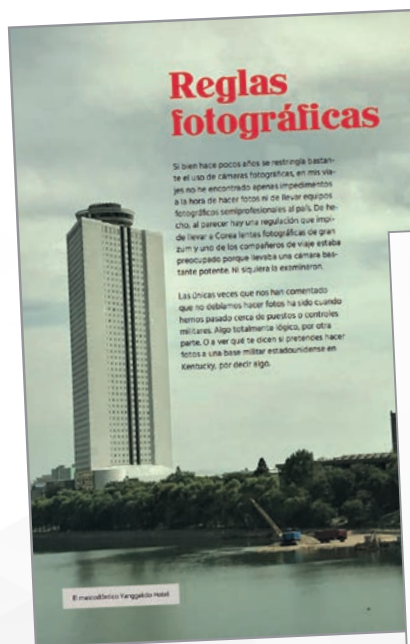 Reglas
fotográficas
Si bien hace pocos años se restringía bastan-
te el uso de cámaras fotográficas, en mis via-
jes no he encontrado apenas impedimentos
a la hora de hacer fotos ni de llevar equipos
fotográficos semiprofesionales al país. De he-
cho, al parecer hay una regulación que impi-
de llevar a Corea lentes fotográficas de gran
zum y uno de los compañeros de viaje estaba
preocupado porque llevaba una cámara bas-
tante potente. Ni siquiera la examinaron.
Las únicas veces que nos han comentado
que no debíamos hacer fotos ha sido cuando
hemos pasado cerca de puestos o controles
militares. Algo totalmente lógico, por otra
parte. O a ver qué te dicen si pretendes hacer
fotos a una base militar estadounidense en
Kentucky, por decir algo.
El mastodóntico Yanggakdo Hotel